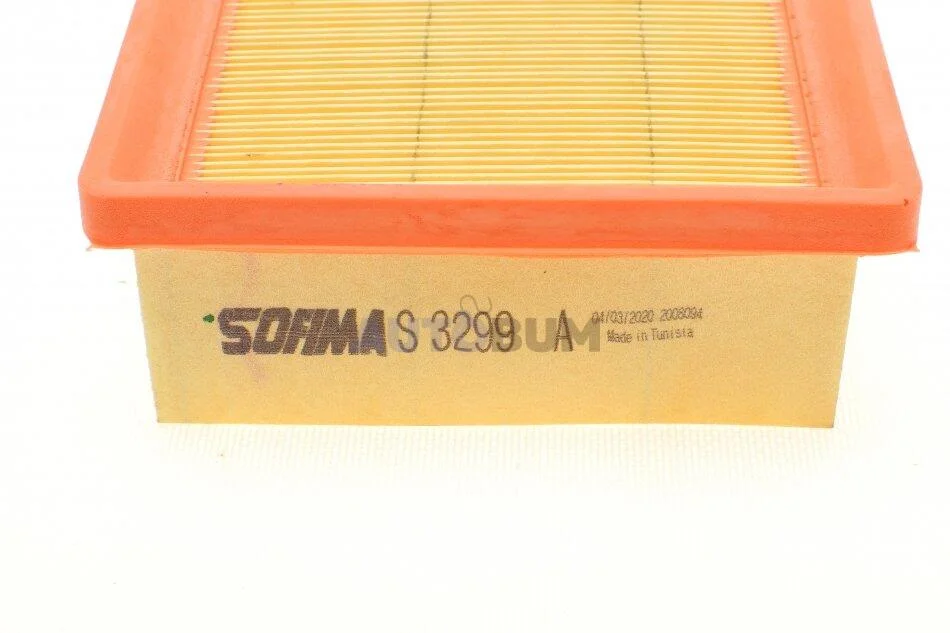 SOFIMA S 3299 A
04/03/2020 2008094
Made in Tunisia